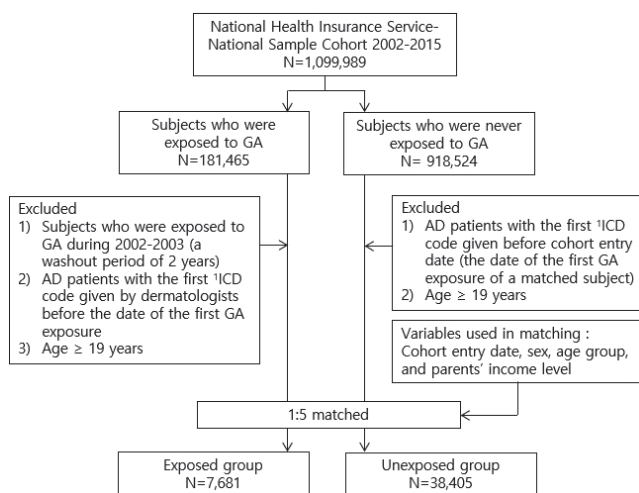 National Health Insurance Service-
National Sample Cohort 2002-2015
N=1,099,989
Subjects who were
exposed to GA
N=181,465
Subjects who were never
exposed to GA
N= 918,524
Excluded
1) Subjects who were exposed to
GA during 2002-2003 (a
washout period of 2 years)
2) AD patients with the first ¹ICD
code given by dermatologists
before the date of the first GA
exposure
3) Age ≥ 19 years
Excluded
1) AD patients with the first ¹ICD
code given before cohort entry
date (the date of the first GA
exposure of a matched subject)
2) Age ≥ 19 years
Variables used in matching :
Cohort entry date, sex, age group,
and parents’ income level
1:5 matched
Exposed group
N=7,681
Unexposed group
N=38,405